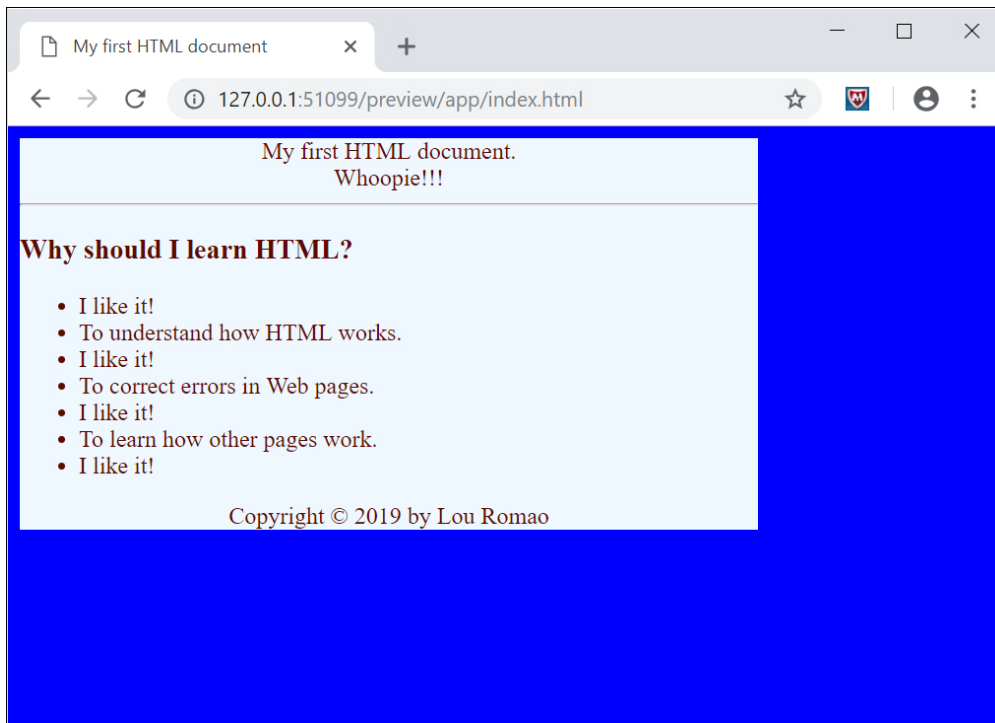 My first HTML document
127.0.0.1:51099/preview/app/index.html
My first HTML document.
Whoopie!!!
Why should I learn HTML?
• I like it!
• To understand how HTML works.
• I like it!
• To correct errors in Web pages.
• I like it!
• To learn how other pages work.
• I like it!
Copyright © 2019 by Lou Romao